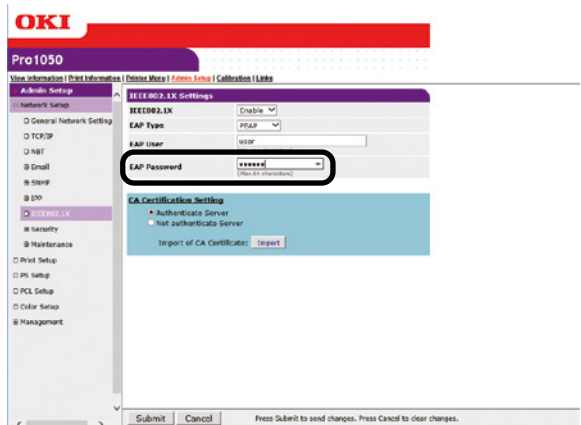 OKI
Pro1050
View Information | Print Information | Printer Menu | Admin Setup | Calibration | Links
Admin Setup
Network Setup
General Network Setting
TCP/IP
NBT
Email
SNMP
IPP
IEEE802.1X
Security
Maintenance
Print Setup
PS Setup
PCL Setup
Color Setup
Management
IEEE802.1X Settings
IEEE802.1X Enable
EAP Type PEAP
EAP User user
EAP Password ••••••
(Max.64 characters)
CA Certification Setting
Authenticate Server
Not authenticate Server
Import of CA Certificate: Import
Submit Cancel Press Submit to send changes. Press Cancel to clear changes.